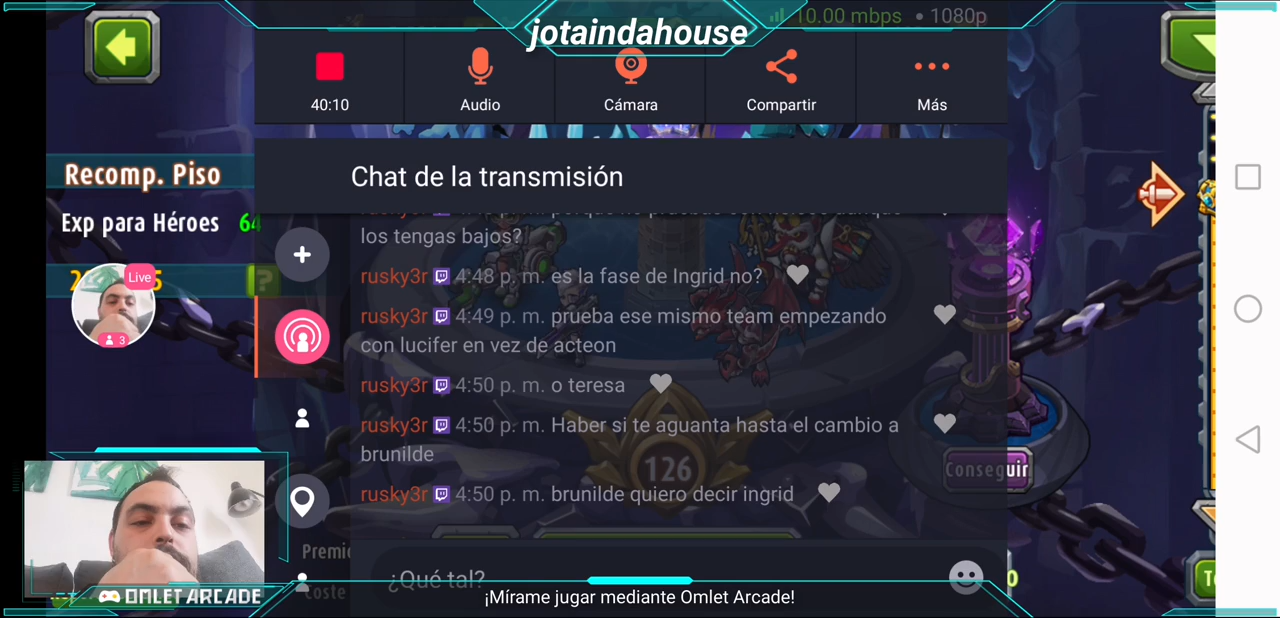 jotaindahouse
10.00 mbps • 1080p
40:10
Audio
Cámara
Compartir
Más
Chat de la transmisión
Recomp. Piso
Exp para Héroes 64
Live
3
los tengas bajos?
rusky3r 4:48 p. m. es la fase de Ingrid no?
rusky3r 4:49 p. m. prueba ese mismo team empezando
con lucifer en vez de acteon
rusky3r 4:50 p. m. o teresa
rusky3r 4:50 p. m. Haber si te aguanta hasta el cambio a
brunilde
rusky3r 4:50 p. m. brunilde quiero decir ingrid
126
Conseguir
Premio
Coste
¿Qué tal?
OMLET ARCADE
¡Mírame jugar mediante Omlet Arcade!